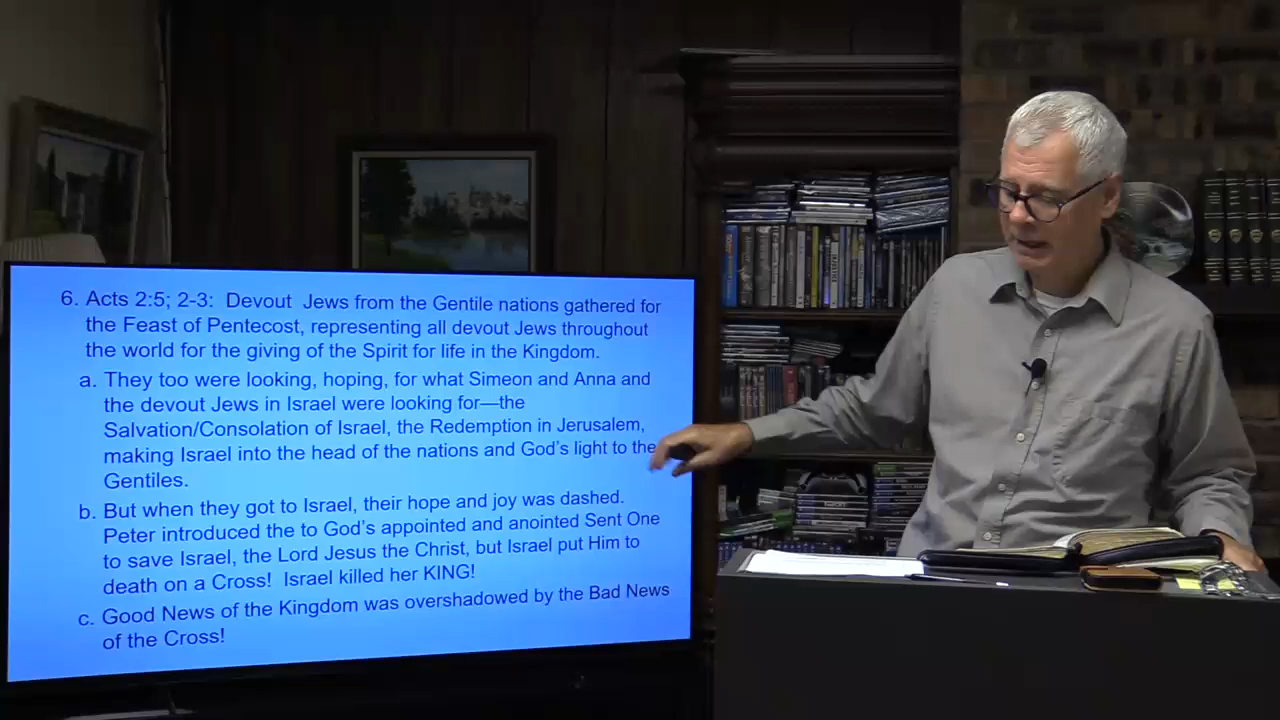 6. Acts 2:5; 2-3: Devout Jews from the Gentile nations gathered for
the Feast of Pentecost, representing all devout Jews throughout
the world for the giving of the Spirit for life in the Kingdom.
a. They too were looking, hoping, for what Simeon and Anna and
the devout Jews in Israel were looking for—the
Salvation/Consolation of Israel, the Redemption in Jerusalem,
making Israel into the head of the nations and God's light to the
Gentiles.
b. But when they got to Israel, their hope and joy was dashed.
Peter introduced the to God's appointed and anointed Sent One
to save Israel, the Lord Jesus the Christ, but Israel put Him to
death on a Cross! Israel killed her KING!
c. Good News of the Kingdom was overshadowed by the Bad News
of the Cross!